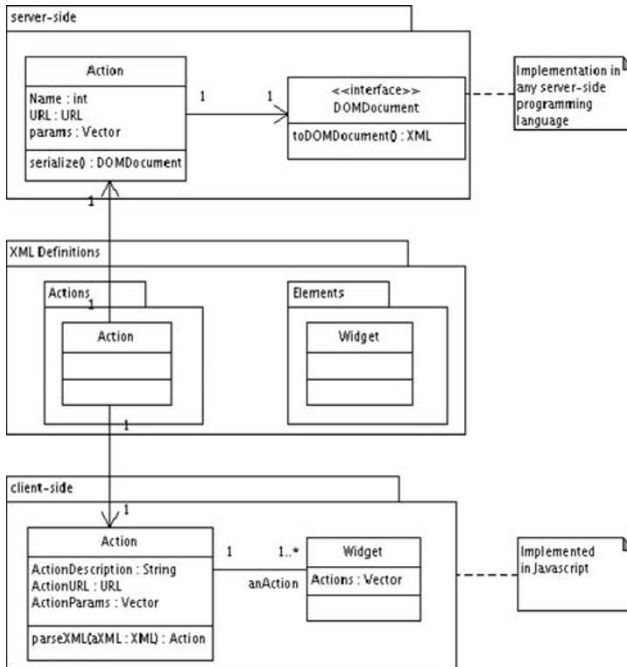 server-side
Action
Name : int
URL : URL
params : Vector
serialize() : DOMDocument
1
1
<<interface>>
DOMDocument
toDOMDocument() : XML
Implementation in
any server-side
programming
language
1
XML Definitions
Actions
1
Action
Elements
Widget
1
client-side
1
Action
ActionDescription : String
ActionURL : URL
ActionParams : Vector
parseXML(aXML : XML) : Action
1
1..*
anAction
Widget
Actions : Vector
Implemented
in Javascript